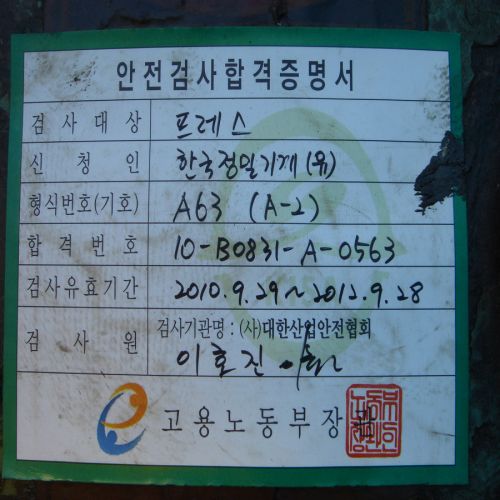 안전검사합격증명서
검사대상 프레스
신청인 한국정밀기계(유)
형식번호(기호) A63 (A-2)
합격번호 10-B0831-A-0563
검사유효기간 2010.9.29~2012.9.28
검사원 검사기관명 : (사)대한산업안전협회
이호진
고용노동부장관